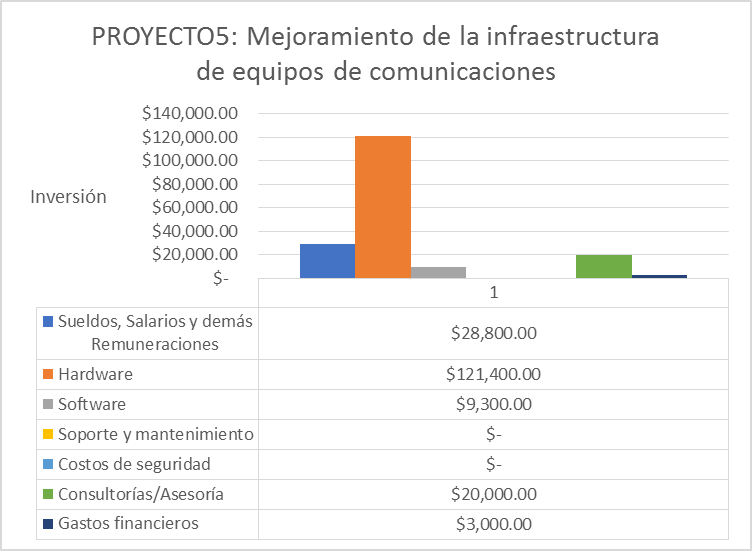 PROYECTO5: Mejoramiento de la infraestructura
de equipos de comunicaciones
$140,000.00
$120,000.00
$100,000.00
$80,000.00
$60,000.00
$40,000.00
$20,000.00
$-
Inversión
1
Sueldos, Salarios y demás
Remuneraciones
$28,800.00
Hardware
$121,400.00
Software
$9,300.00
Soporte y mantenimiento
$-
Costos de seguridad
$-
Consultorías/Asesoría
$20,000.00
Gastos financieros
$3,000.00